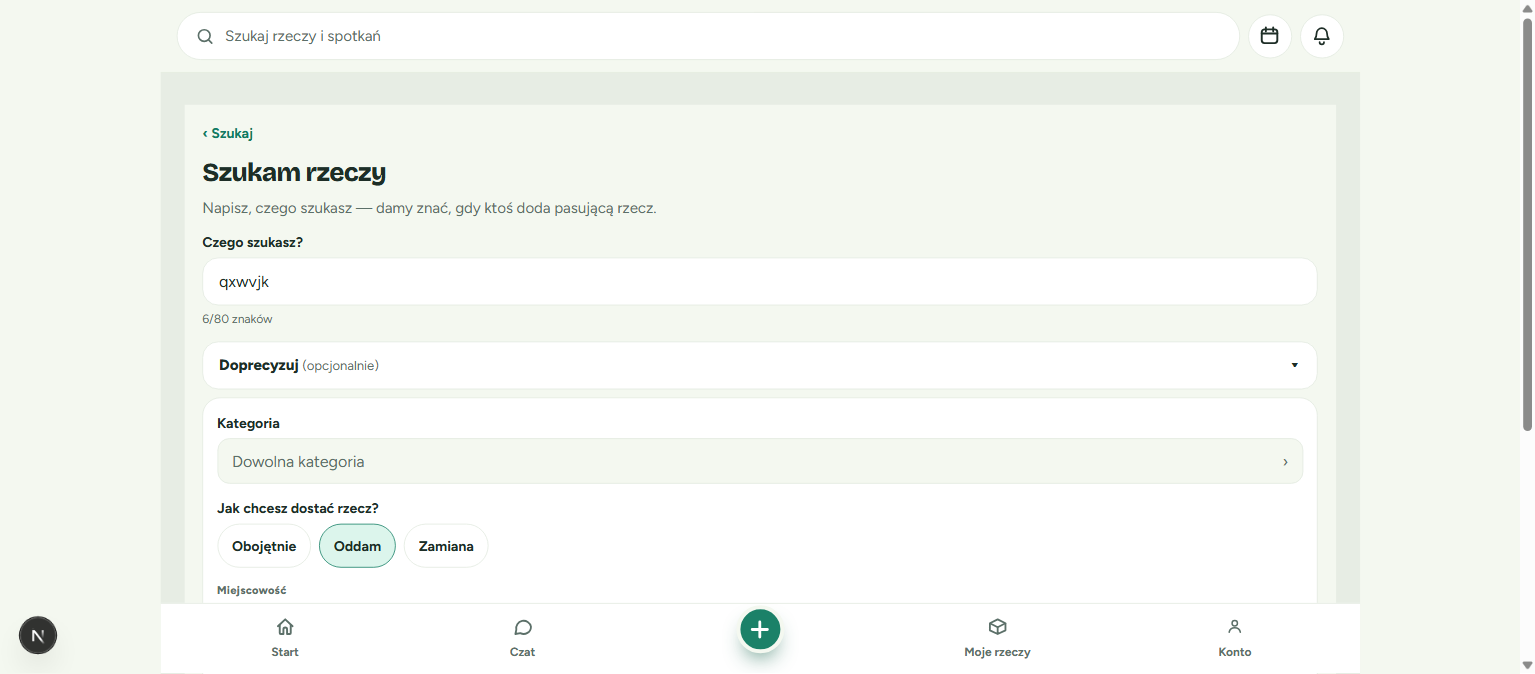 Szukaj rzeczy i spotkań
‹ Szukaj
Szukam rzeczy
Napisz, czego szukasz — damy znać, gdy ktoś doda pasującą rzecz.
Czego szukasz?
qxwvjk
6/80 znaków
Doprecyzuj (opcjonalnie)
Kategoria
Dowolna kategoria
Jak chcesz dostać rzecz?
Obojętnie Oddam Zamiana
Miejscowość
N
Start Czat Moje rzeczy Konto